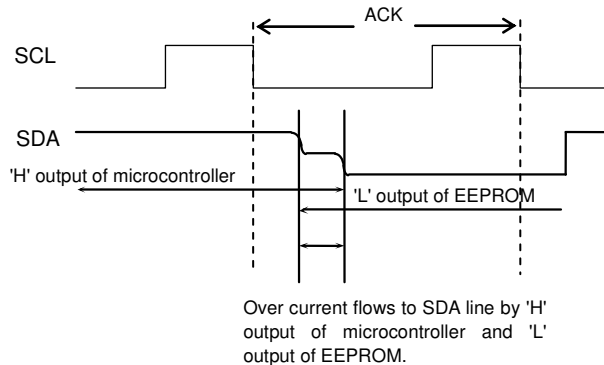 ACK
SCL
SDA
'H' output of microcontroller
'L' output of EEPROM
Over current flows to SDA line by 'H'
output of microcontroller and 'L'
output of EEPROM.